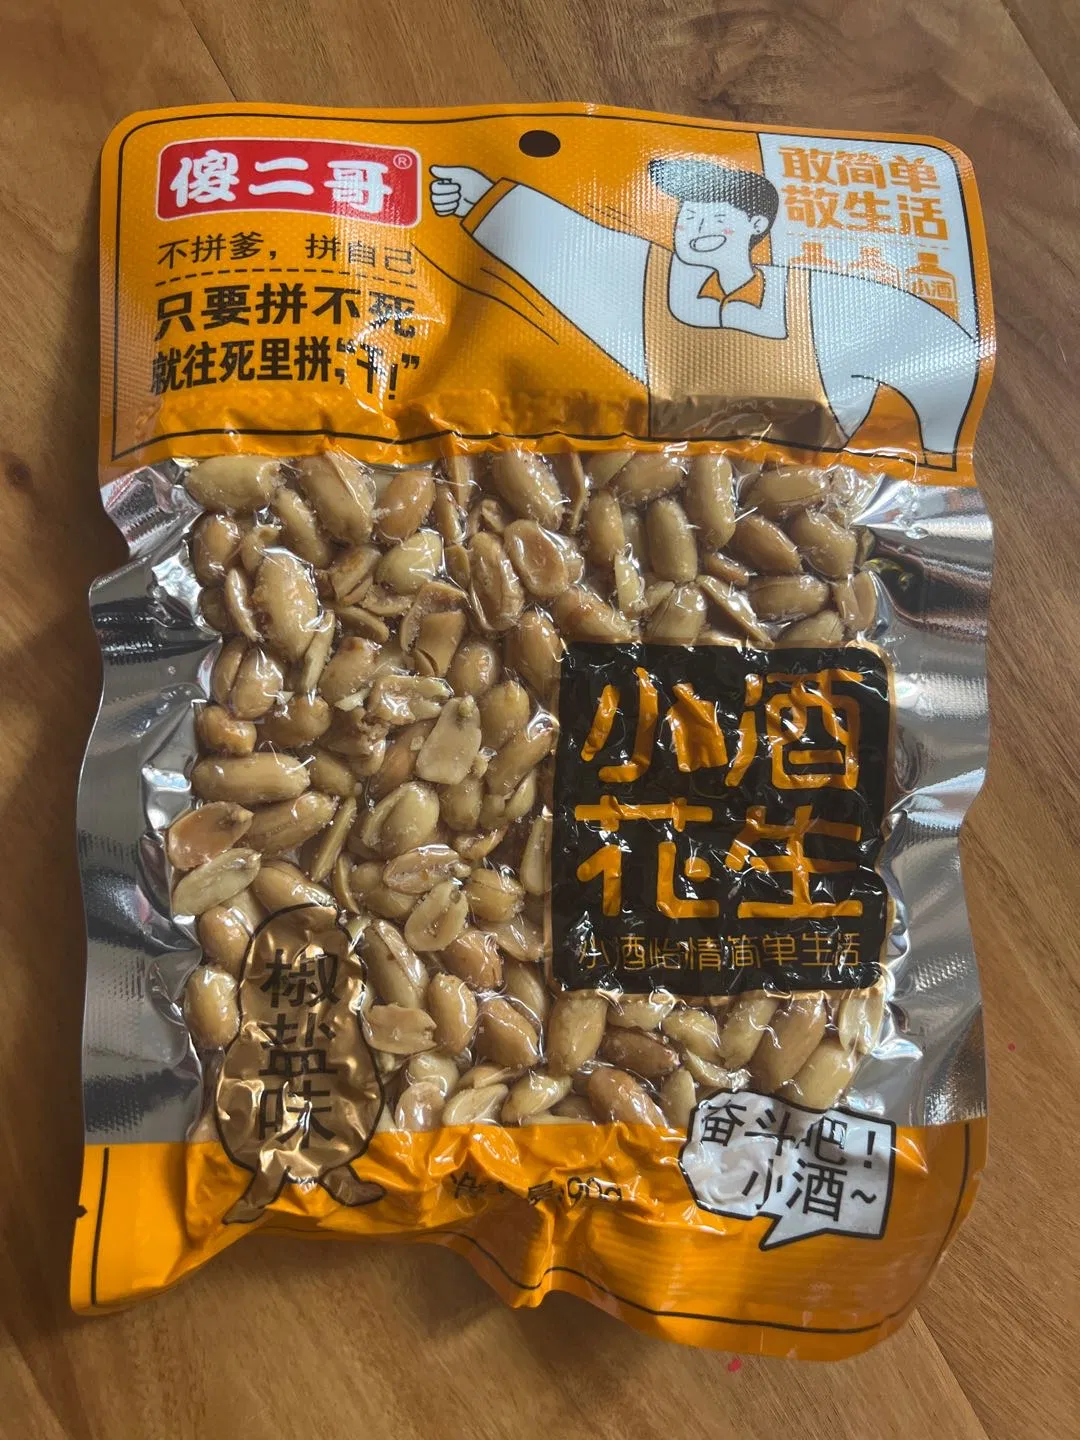 傻二哥®
不拼爹，拼自己
只要拼不死
就往死里拼，“干！”
敢简单
敬生活
小酒
小酒
花生
小酒怡情简单生活
椒盐味
奋斗吧！
小酒~